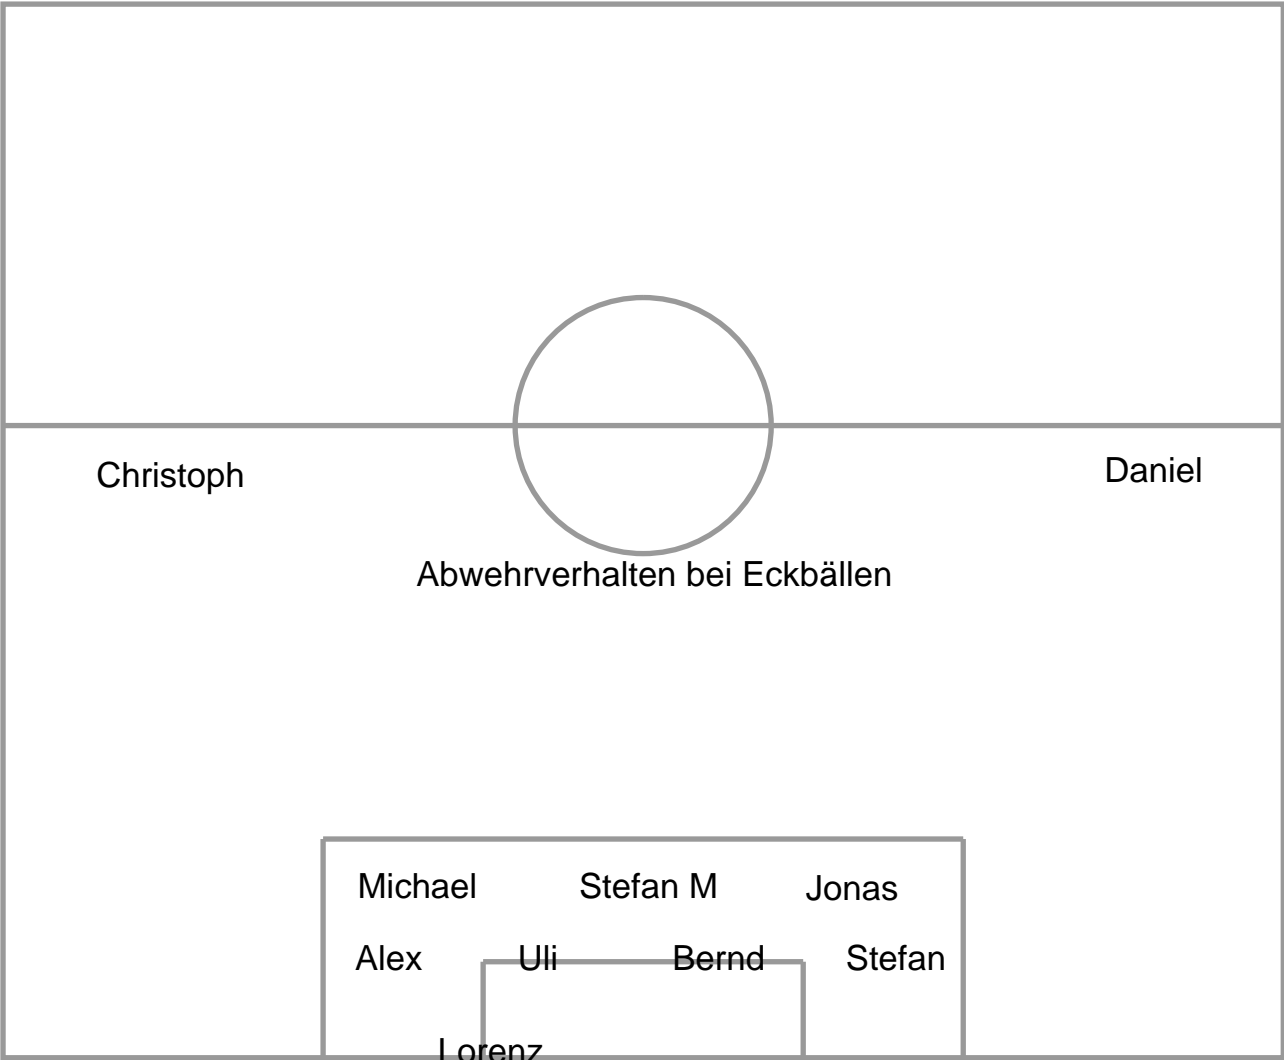 Christoph
Daniel
Abwehrverhalten bei Eckbällen
Michael Stefan M Jonas
Alex Uli Bernd Stefan
Lorenz